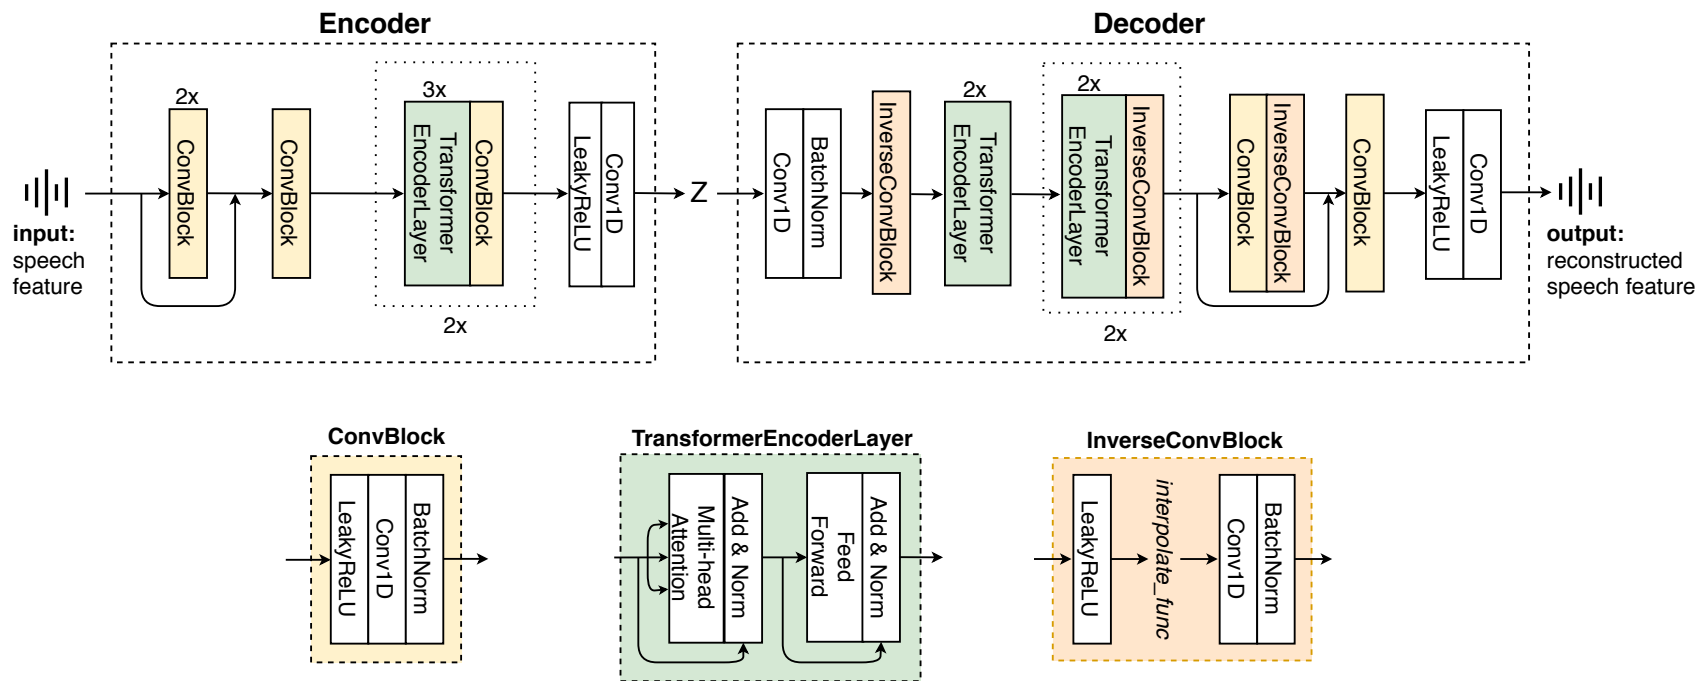 Encoder
Decoder
2x
ConvBlock
ConvBlock
3x
Transformer
EncoderLayer
ConvBlock
2x
LeakyReLU
Conv1D
Z
Conv1D
BatchNorm
InverseConvBlock
2x
Transformer
EncoderLayer
2x
Transformer
EncoderLayer
InverseConvBlock
2x
ConvBlock
InverseConvBlock
ConvBlock
LeakyReLU
Conv1D
input:
speech
feature
output:
reconstructed
speech feature
ConvBlock
LeakyReLU
Conv1D
BatchNorm
TransformerEncoderLayer
Multi-head
Attention
Add & Norm
Feed
Forward
Add & Norm
InverseConvBlock
LeakyReLU
interpolate_func
Conv1D
BatchNorm